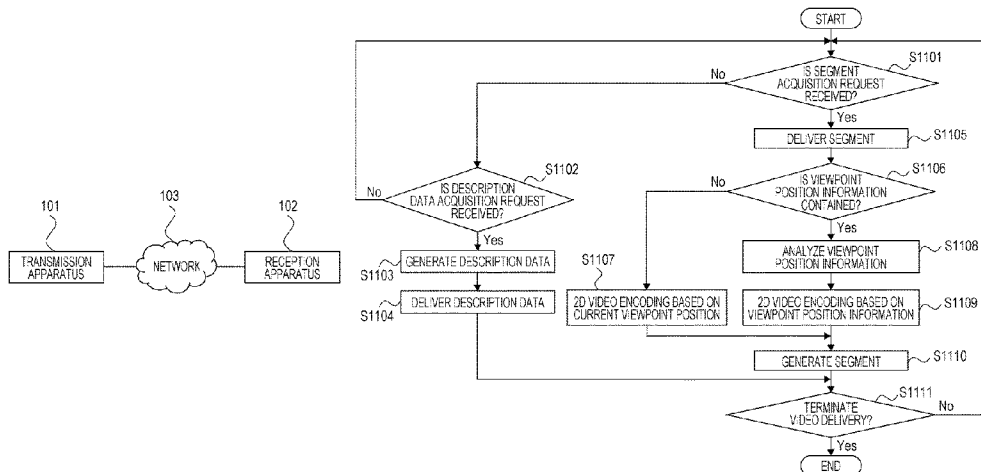 101
TRANSMISSION
APPARATUS
103
NETWORK
102
RECEPTION
APPARATUS
START
S1101
IS SEGMENT
ACQUISITION REQUEST
RECEIVED?
No
Yes
DELIVER SEGMENT
S1105
S1102
IS DESCRIPTION
DATA ACQUISITION REQUEST
RECEIVED?
No
Yes
S1106
IS VIEWPOINT
POSITION INFORMATION
CONTAINED?
No
Yes
S1103
GENERATE DESCRIPTION DATA
S1104
DELIVER DESCRIPTION DATA
S1107
2D VIDEO ENCODING BASED ON
CURRENT VIEWPOINT POSITION
S1108
ANALYZE VIEWPOINT
POSITION INFORMATION
2D VIDEO ENCODING BASED ON
VIEWPOINT POSITION INFORMATION
S1109
GENERATE SEGMENT
S1110
S1111
TERMINATE
VIDEO DELIVERY?
No
Yes
END